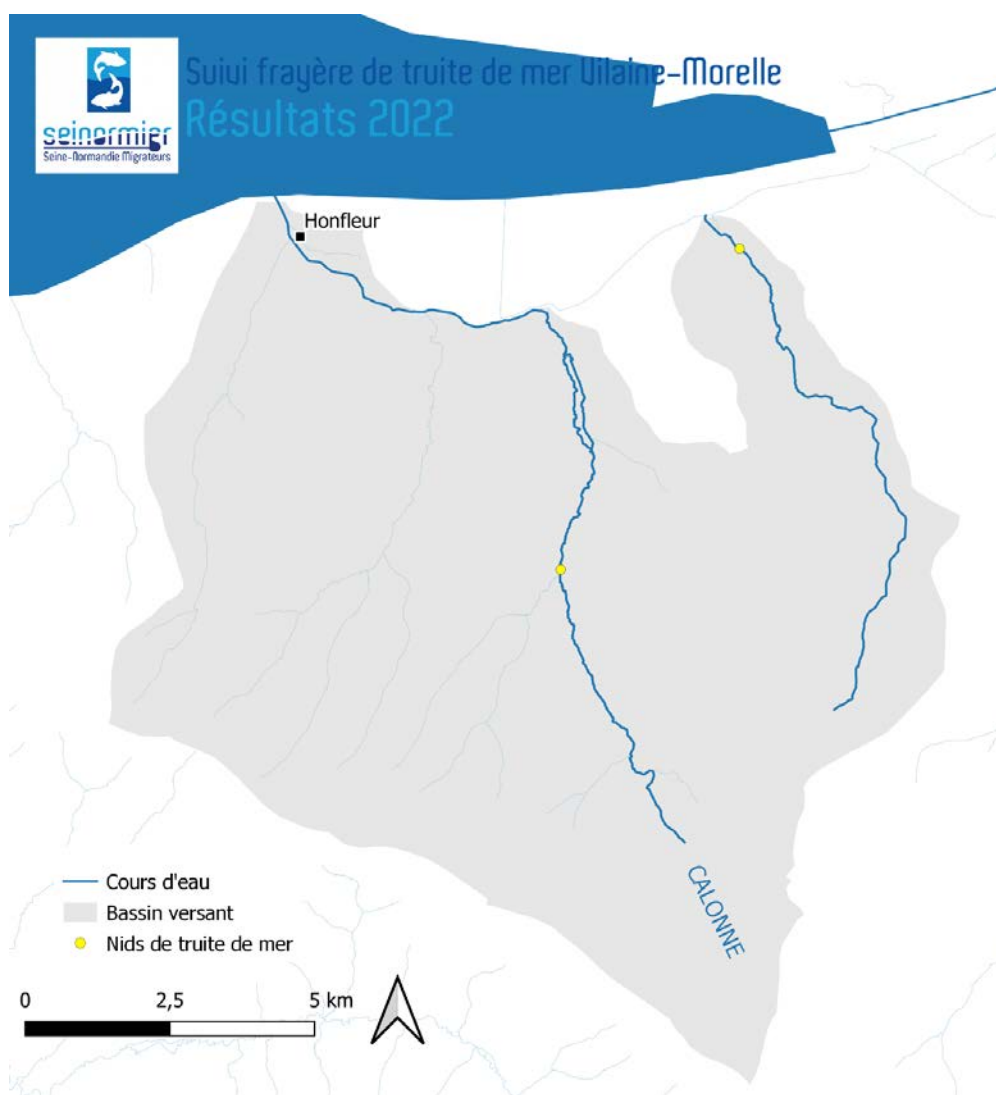 Suivi frayère de truite de mer Vilaine-Morelle
Résultats 2022
seinormigr
Seine-Normandie Migrateurs
Honfleur
CALONNE
Cours d'eau
Bassin versant
Nids de truite de mer
0 2,5 5 km